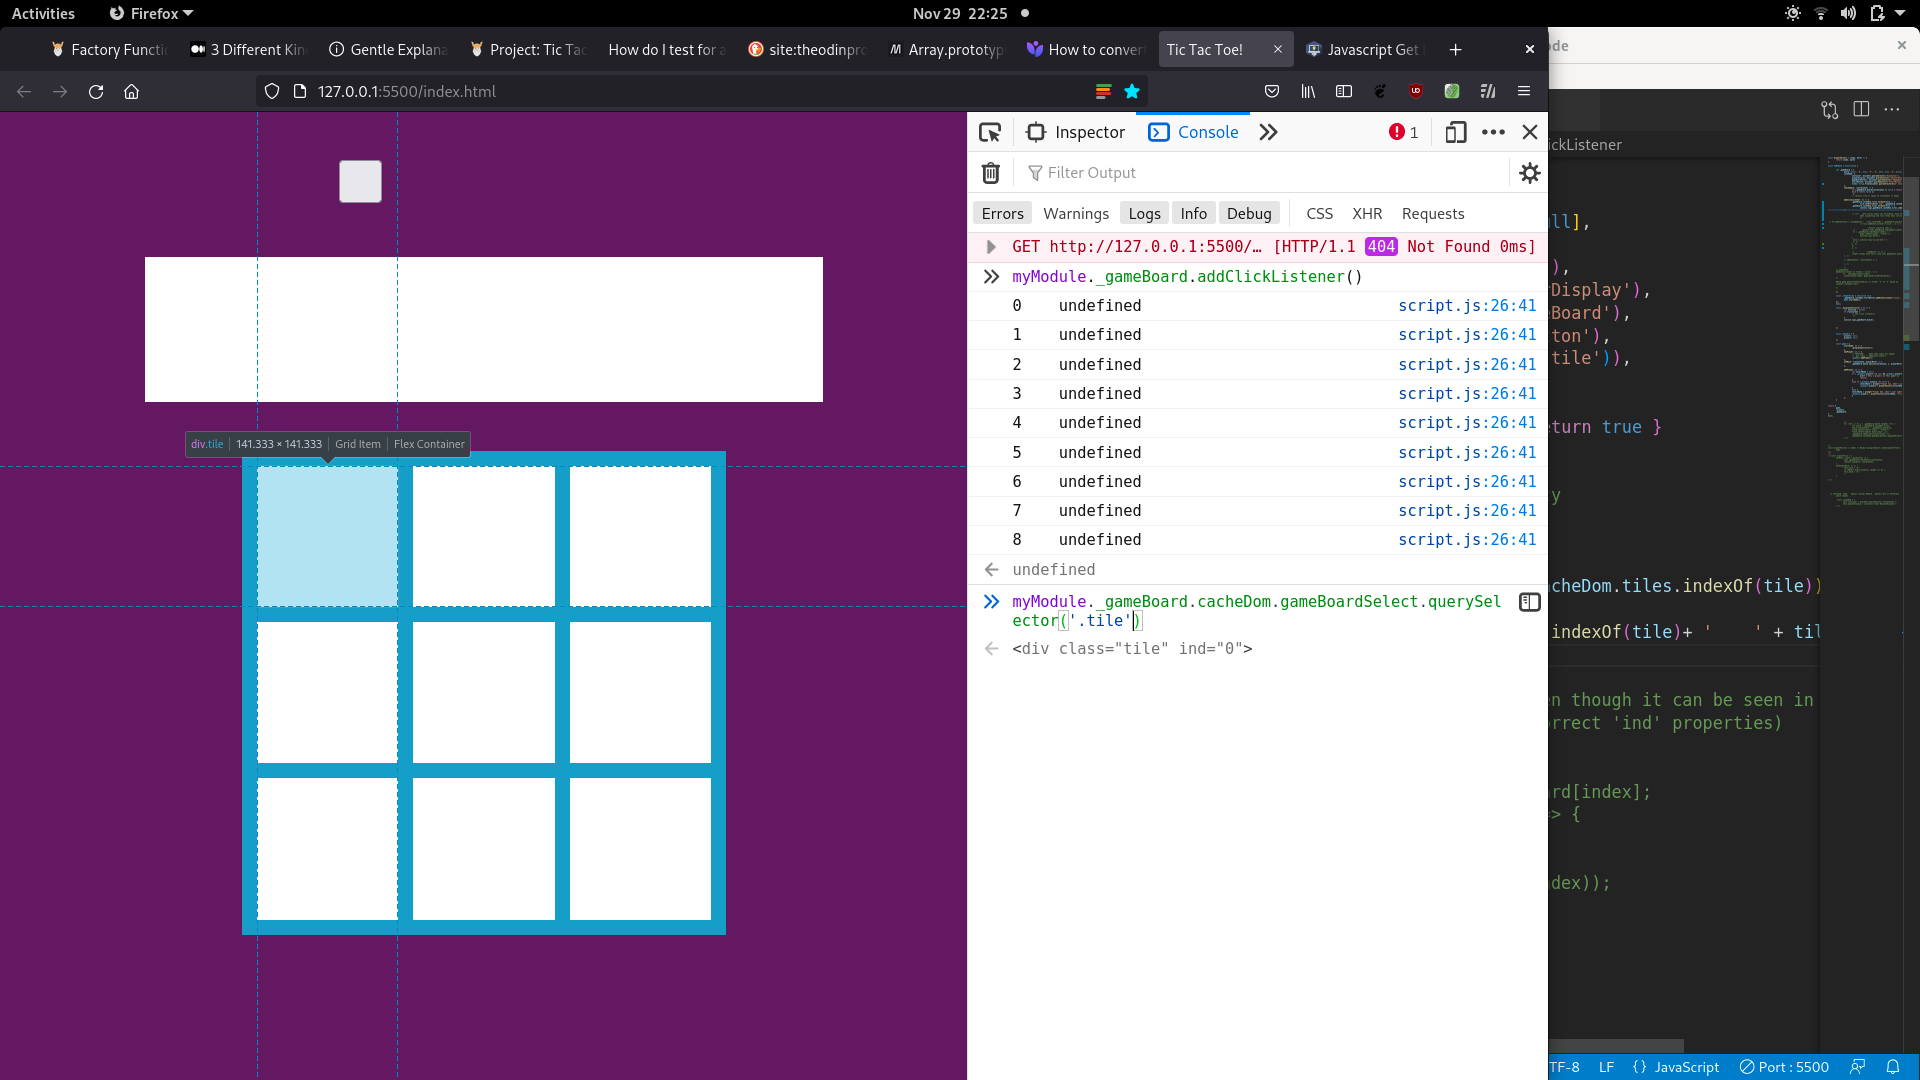 Activities
Firefox
Nov 29 22:25
Factory Functi
3 Different Kin
Gentle Explana
Project: Tic Tac
How do I test for a
site:theodinpro
Array.prototyp
How to convert
Tic Tac Toe!
Javascript Get
ode
127.0.0.1:5500/index.html
Inspector
Console
1
ickListener
Filter Output
Errors
Warnings
Logs
Info
Debug
CSS
XHR
Requests
GET http://127.0.0.1:5500/… [HTTP/1.1 404 Not Found 0ms]
myModule._gameBoard.addClickListener()
0 undefined script.js:26:41
1 undefined script.js:26:41
2 undefined script.js:26:41
3 undefined script.js:26:41
4 undefined script.js:26:41
5 undefined script.js:26:41
6 undefined script.js:26:41
7 undefined script.js:26:41
8 undefined script.js:26:41
undefined
myModule._gameBoard.cacheDom.gameBoardSelect.querySel
ector('.tile')
<div class="tile" ind="0">
div.tile
141.333 × 141.333
Grid Item
Flex Container
ll],
),
rDisplay'),
eBoard'),
ton'),
tile')),
turn true }
y
cheDom.tiles.indexOf(tile))
indexOf(tile)+ '    ' + til
en though it can be seen in
orrect 'ind' properties)
rd[index];
=> {
dex));
TF-8
LF
{ } JavaScript
Port : 5500